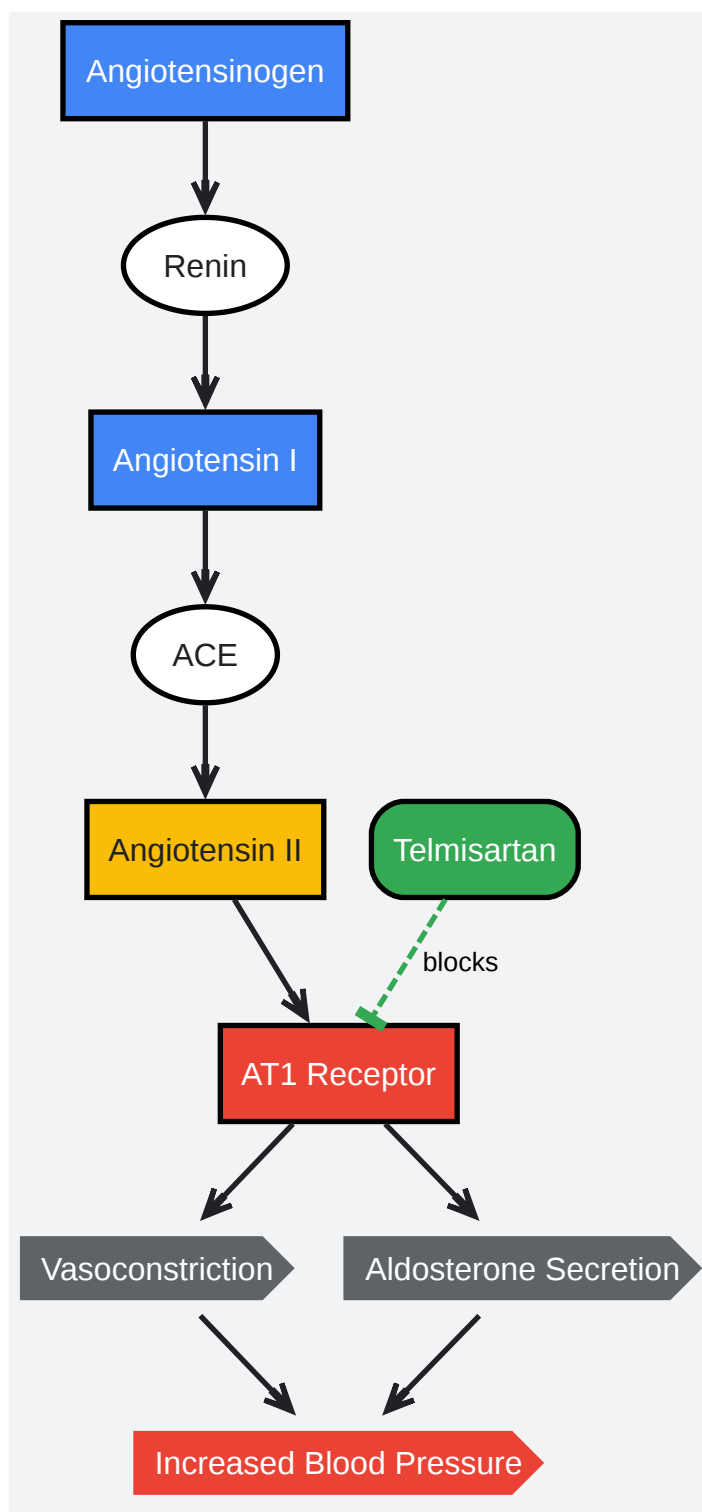 Angiotensinogen
Renin
Angiotensin I
ACE
Angiotensin II
Telmisartan
blocks
AT1 Receptor
Vasoconstriction
Aldosterone Secretion
Increased Blood Pressure